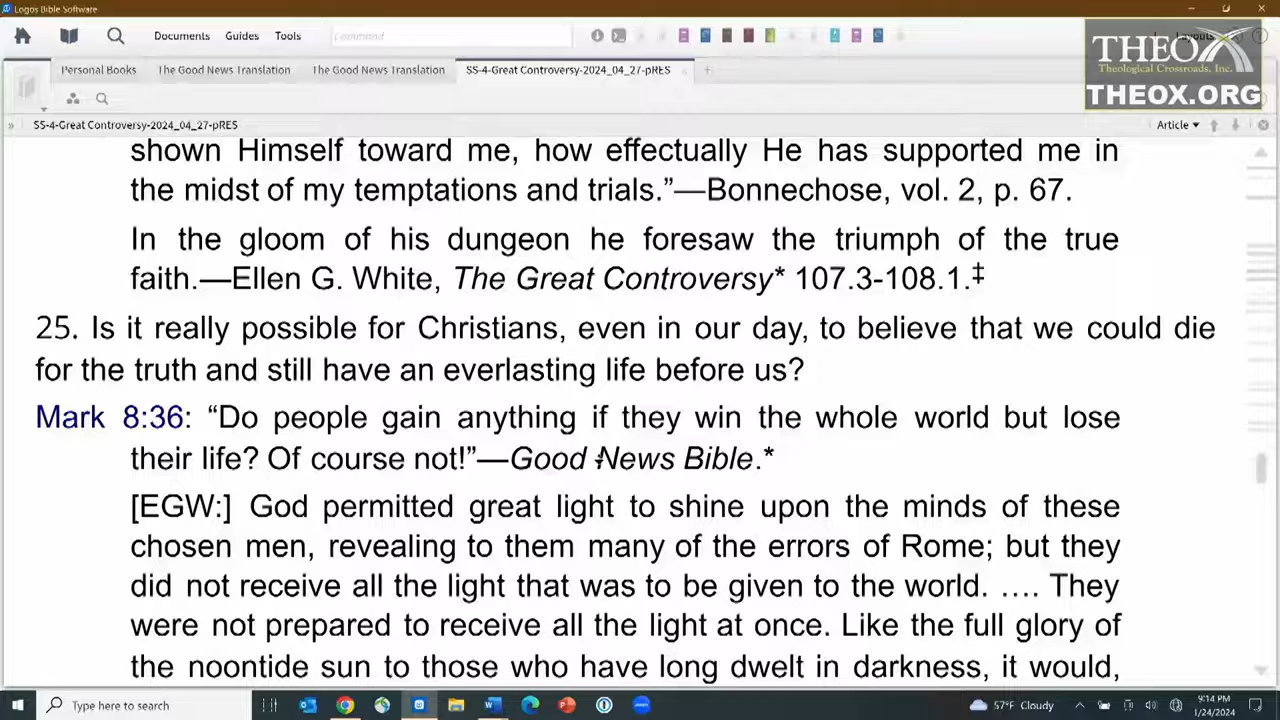 Logos Bible Software
Documents Guides Tools Command Layouts
THEOX
Theological Crossroads, Inc.
THEOX.ORG
Personal Books The Good News Translation The Good News Transl SS-4-Great Controversy-2024_04_27-pRES
SS-4-Great Controversy-2024_04_27-pRES Article
shown Himself toward me, how effectually He has supported me in
the midst of my temptations and trials.”—Bonnechose, vol. 2, p. 67.
In the gloom of his dungeon he foresaw the triumph of the true
faith.—Ellen G. White, The Great Controversy* 107.3-108.1.‡
25. Is it really possible for Christians, even in our day, to believe that we could die
for the truth and still have an everlasting life before us?
Mark 8:36: “Do people gain anything if they win the whole world but lose
their life? Of course not!”—Good News Bible.*
[EGW:] God permitted great light to shine upon the minds of these
chosen men, revealing to them many of the errors of Rome; but they
did not receive all the light that was to be given to the world. .... They
were not prepared to receive all the light at once. Like the full glory of
the noontide sun to those who have long dwelt in darkness, it would,
Type here to search 57°F Cloudy 9:14 PM
1/24/2024